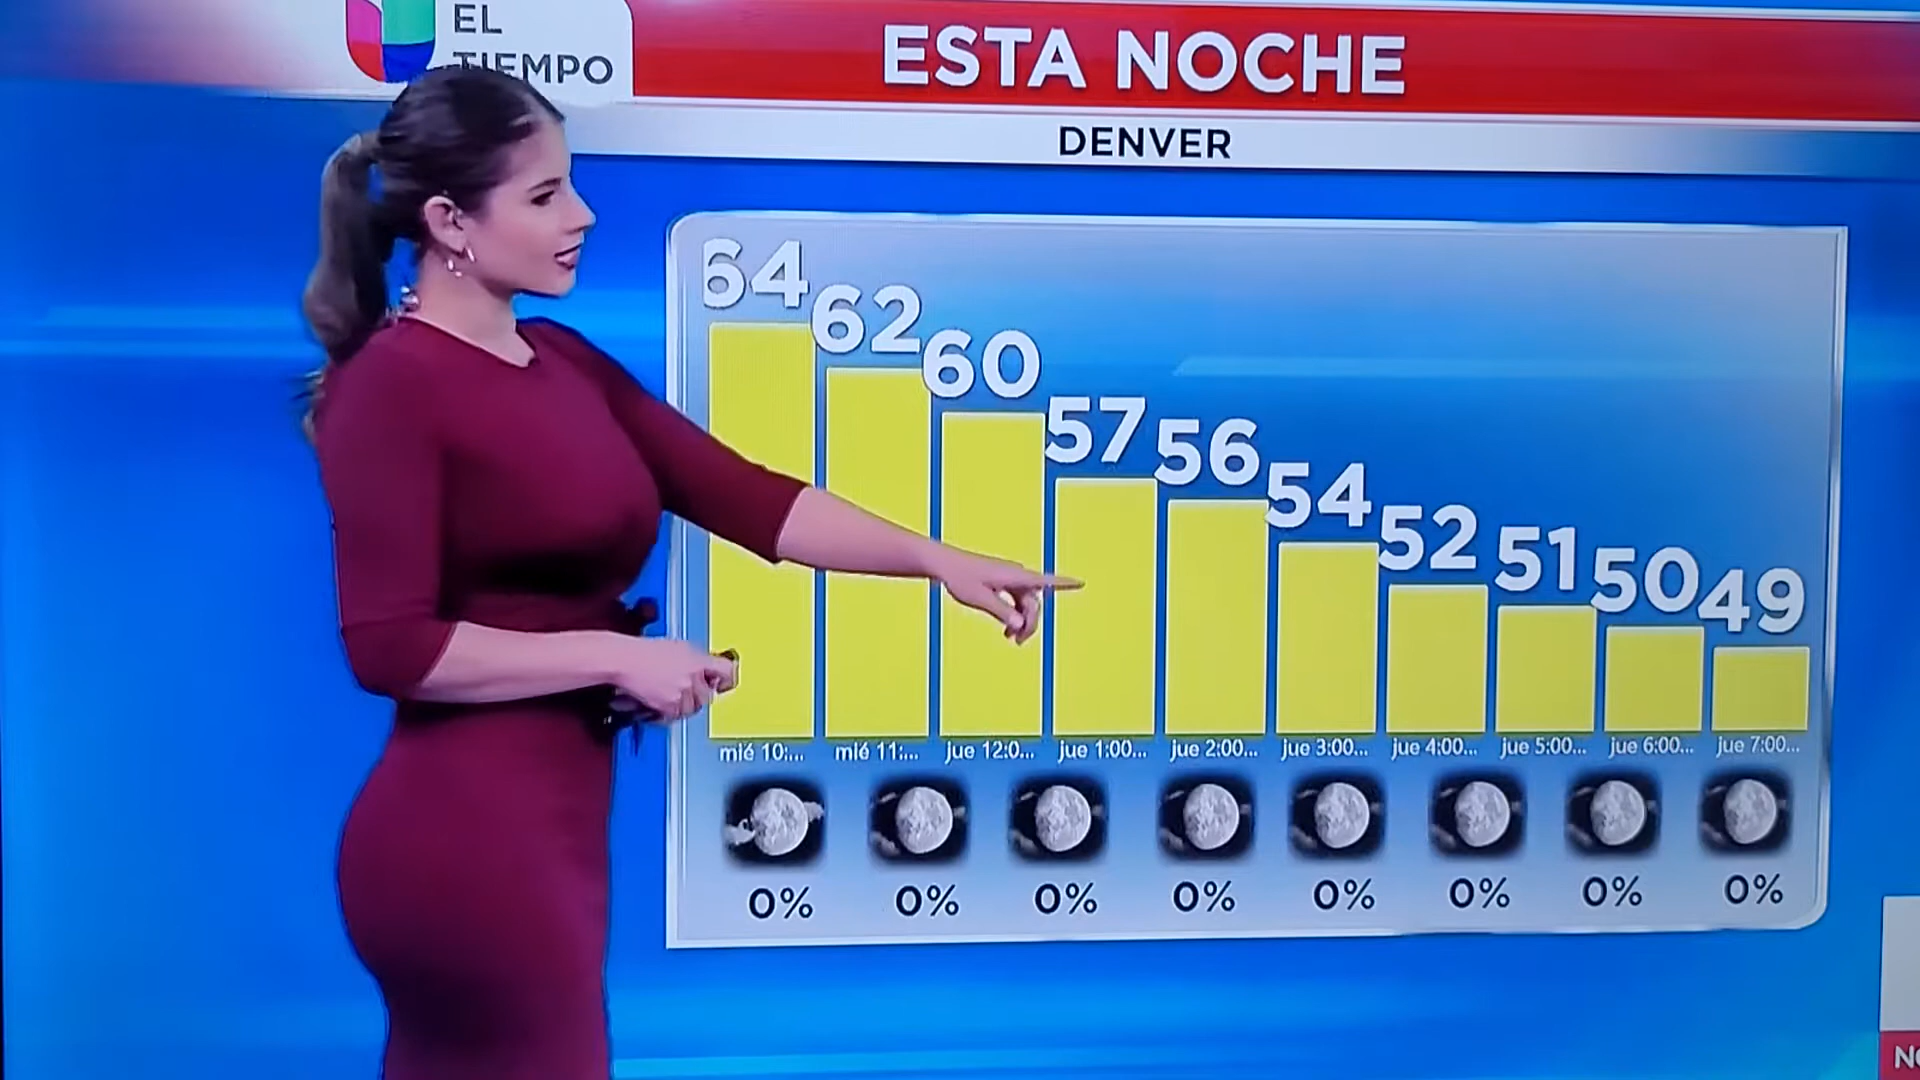 EL
TIEMPO
ESTA NOCHE
DENVER
64 62 60 57 56 54 52 51 50 49
mié 10:... mié 11:... jue 12:0... jue 1:00... jue 2:00... jue 3:00... jue 4:00... jue 5:00... jue 6:00... jue 7:00...
0% 0% 0% 0% 0% 0% 0% 0%